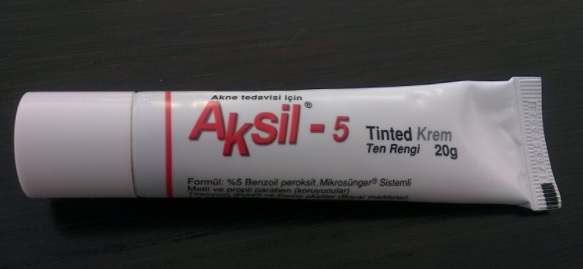 Akne tedavisi için
Aksil® - 5
Tinted Krem
Ten Rengi 20g
Formül: %5 Benzoil peroksit, Mikrosünger® Sistemli
Metil ve propil paraben (koruyucular)